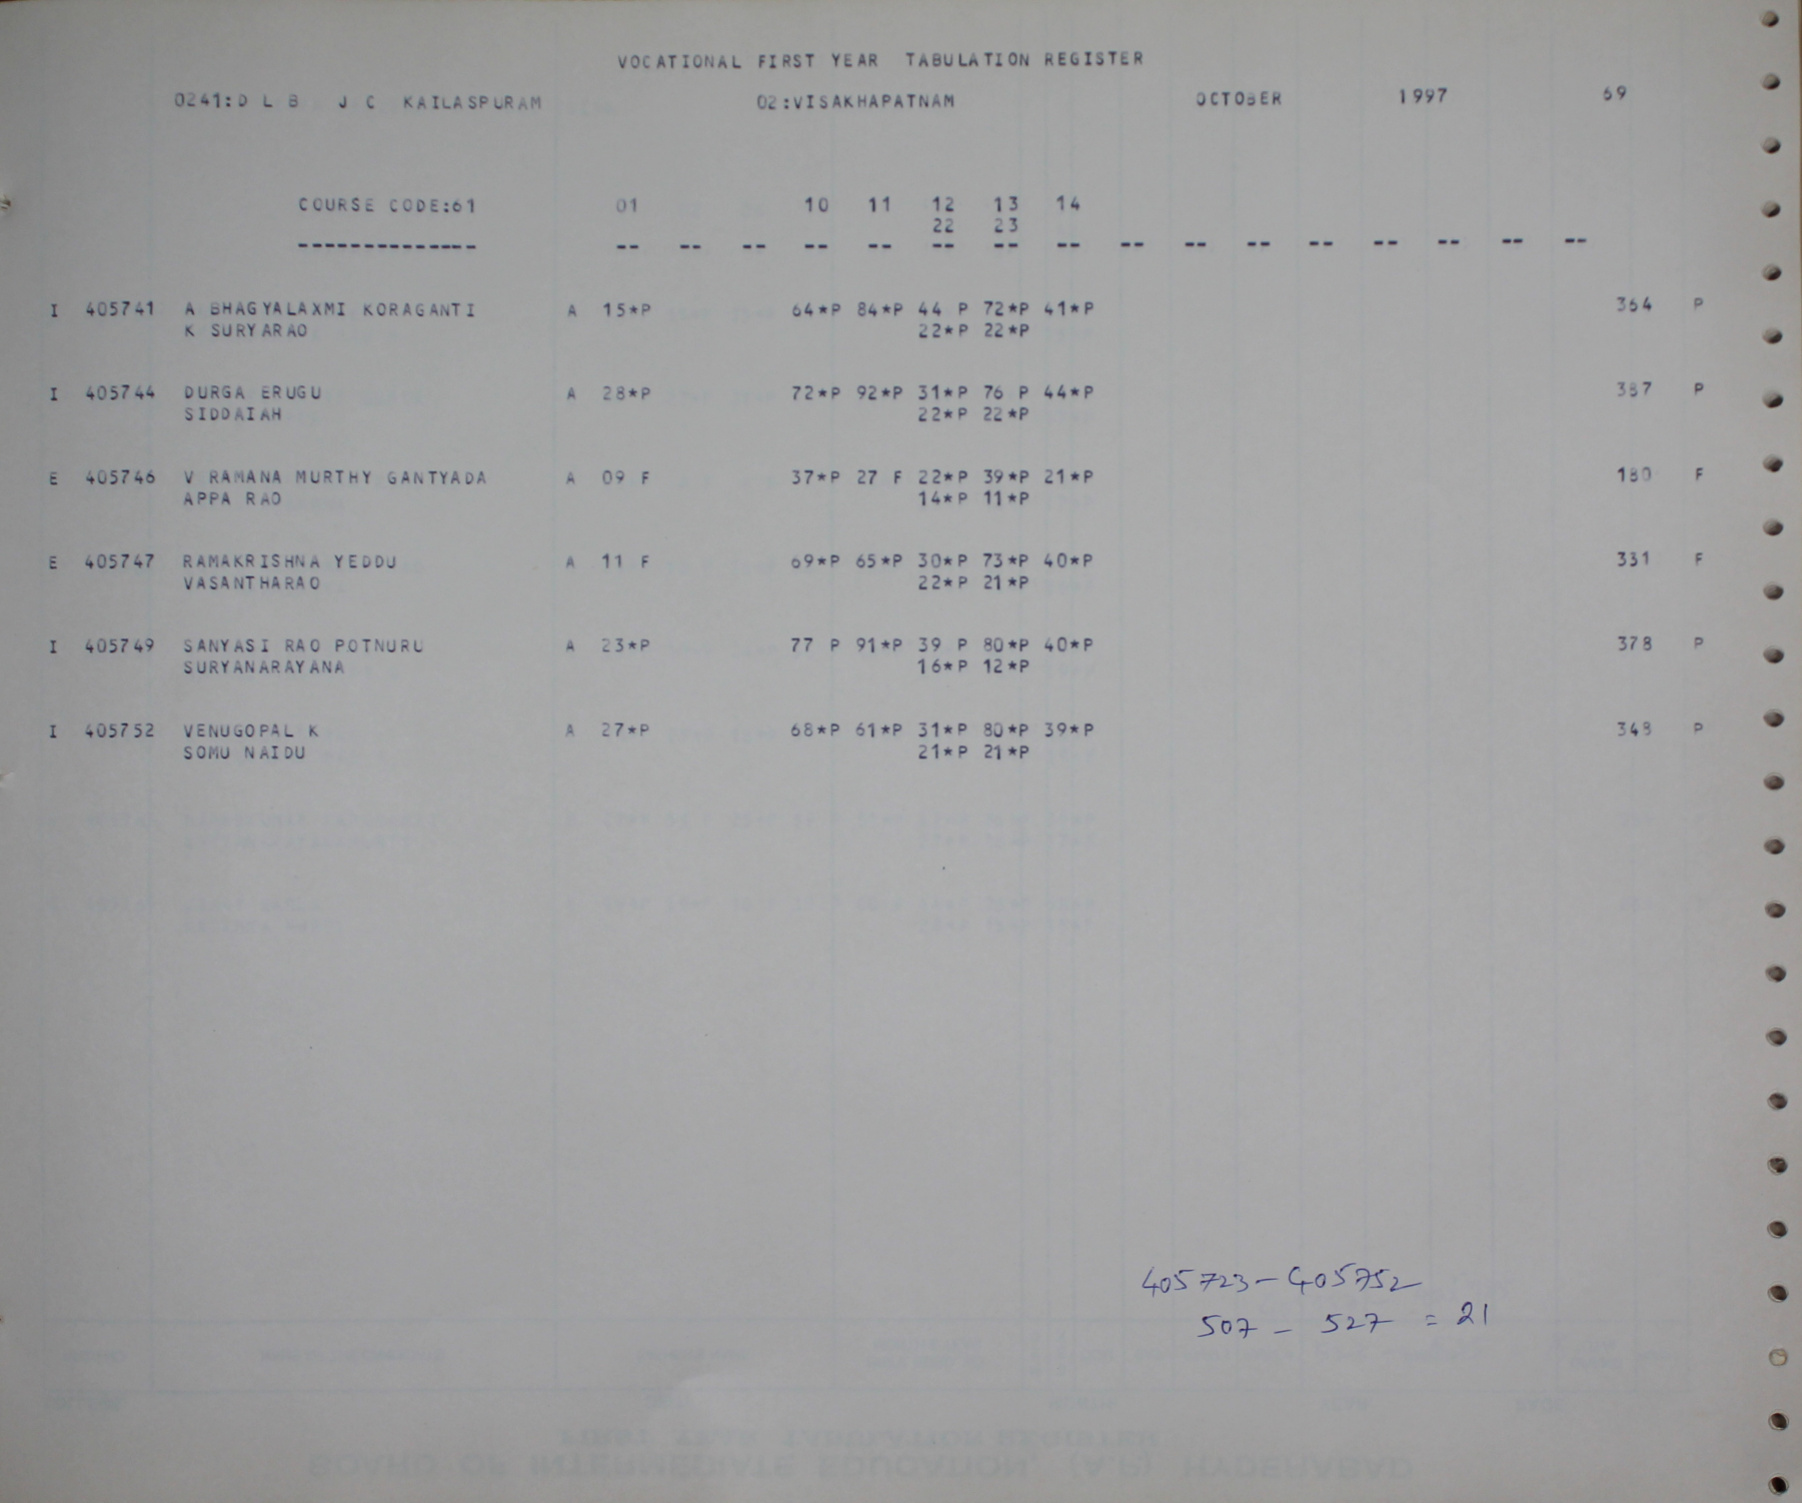 VOCATIONAL FIRST YEAR TABULATION REGISTER
0241:D L B J C KAILASPURAM 02:VISAKHAPATNAM OCTOBER 1997 69
COURSE CODE:61 01 10 11 12 13 14
22 23
-------------- -- -- -- -- -- -- -- -- -- -- -- -- -- -- -- --
I 405741 A BHAGYALAXMI KORAGANTI A 15*P 64*P 84*P 44 P 72*P 41*P 364 P
K SURYARAO 22*P 22*P
I 405744 DURGA ERUGU A 28*P 72*P 92*P 31*P 76 P 44*P 387 P
SIDDAIAH 22*P 22*P
E 405746 V RAMANA MURTHY GANTYADA A 09 F 37*P 27 F 22*P 39*P 21*P 180 F
APPA RAO 14*P 11*P
E 405747 RAMAKRISHNA YEDDU A 11 F 69*P 65*P 30*P 73*P 40*P 331 F
VASANTHARAO 22*P 21*P
I 405749 SANYASI RAO POTNURU A 23*P 77 P 91*P 39 P 80*P 40*P 378 P
SURYANARAYANA 16*P 12*P
I 405752 VENUGOPAL K A 27*P 68*P 61*P 31*P 80*P 39*P 348 P
SOMU NAIDU 21*P 21*P
405723-405752
507 - 527 = 21